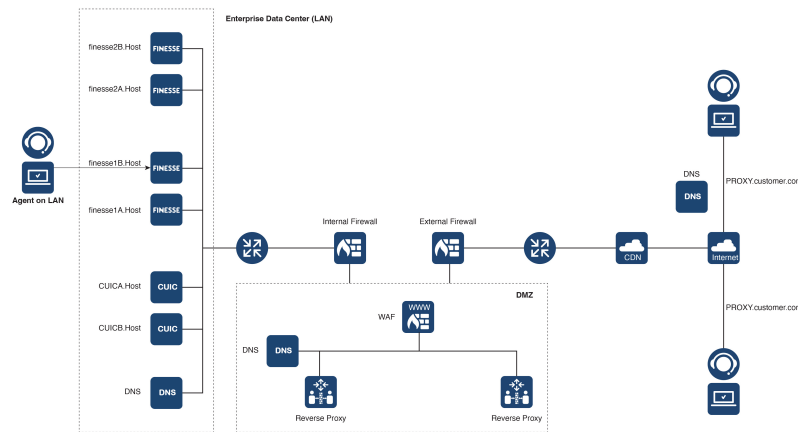 Enterprise Data Center (LAN)
finesse2B.Host
FINESSE
finesse2A.Host
FINESSE
finesse1B.Host
FINESSE
Agent on LAN
finesse1A.Host
FINESSE
CUICA.Host
CUIC
CUICB.Host
CUIC
DNS
DNS
Internal Firewall
External Firewall
DMZ
WWW
WAF
DNS
DNS
Reverse Proxy
Reverse Proxy
CDN
Internet
DNS
DNS
PROXY.customer.cor
PROXY.customer.cor